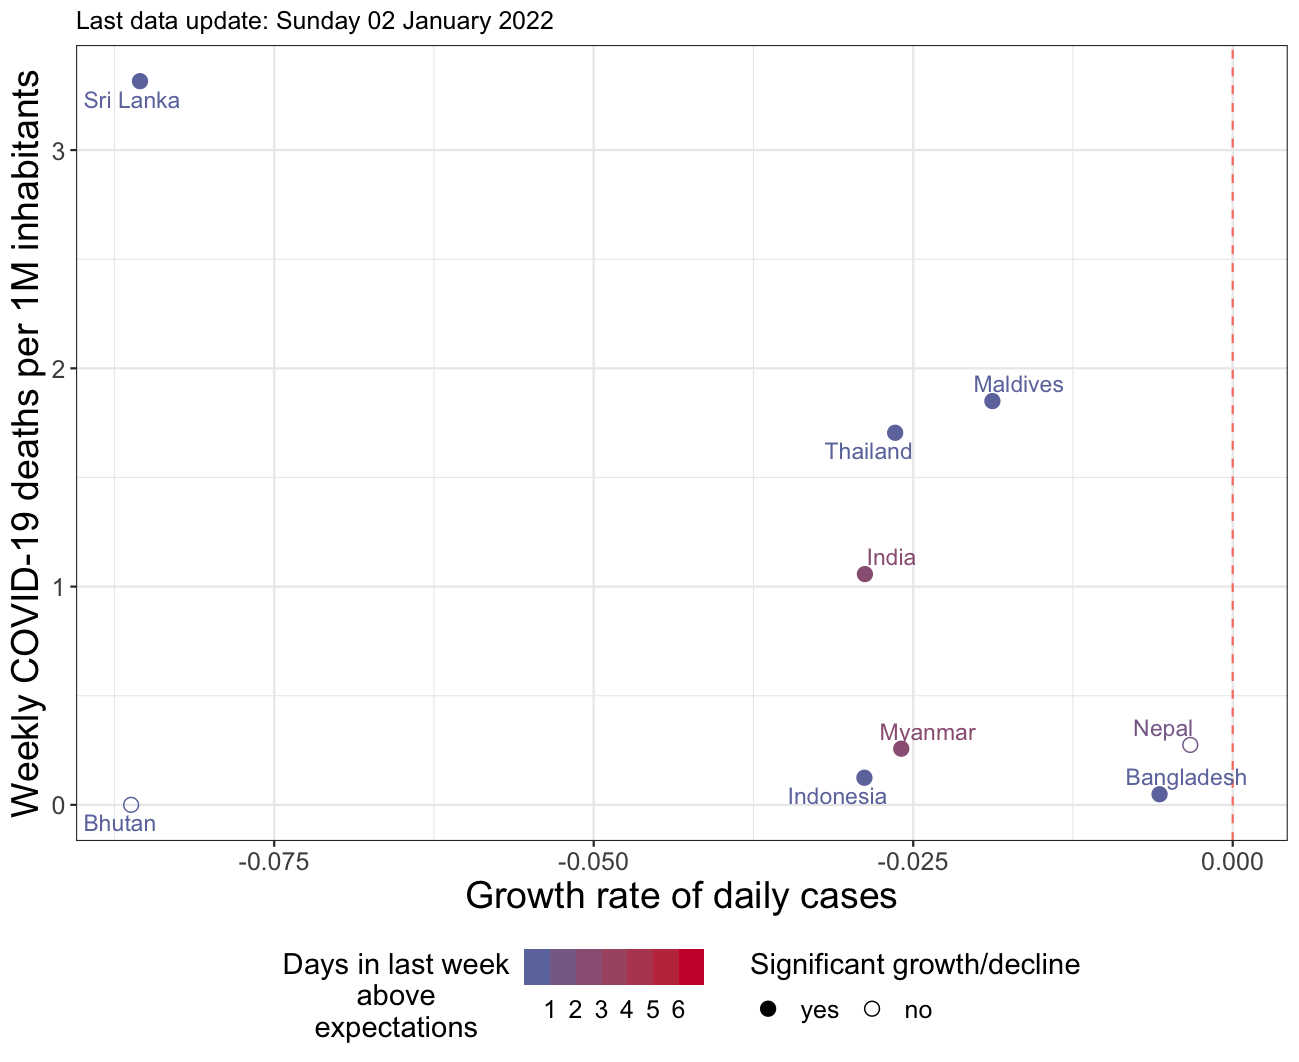 Last data update: Sunday 02 January 2022
Weekly COVID-19 deaths per 1M inhabitants
3
2
1
0
Sri Lanka
Maldives
Thailand
India
Myanmar
Nepal
Indonesia
Bangladesh
Bhutan
-0.075 -0.050 -0.025 0.000
Growth rate of daily cases
Days in last week
above
expectations
1 2 3 4 5 6
Significant growth/decline
yes no